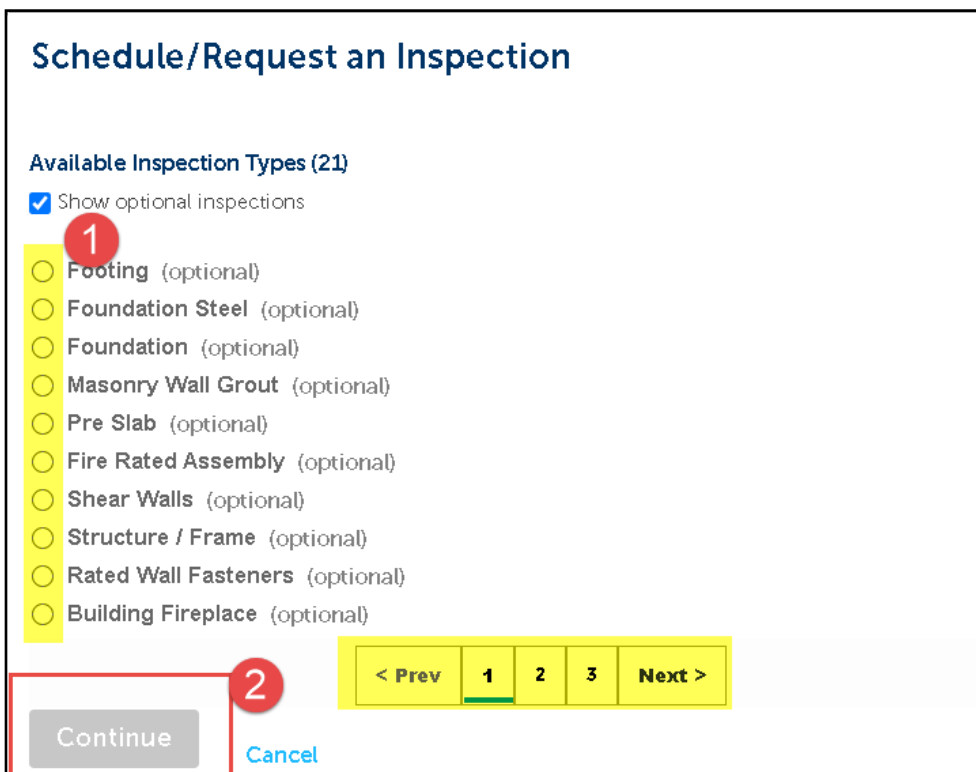 Schedule/Request an Inspection
Available Inspection Types (21)
Show optional inspections
1
Footing (optional)
Foundation Steel (optional)
Foundation (optional)
Masonry Wall Grout (optional)
Pre Slab (optional)
Fire Rated Assembly (optional)
Shear Walls (optional)
Structure / Frame (optional)
Rated Wall Fasteners (optional)
Building Fireplace (optional)
< Prev 1 2 3 Next >
2
Continue
Cancel